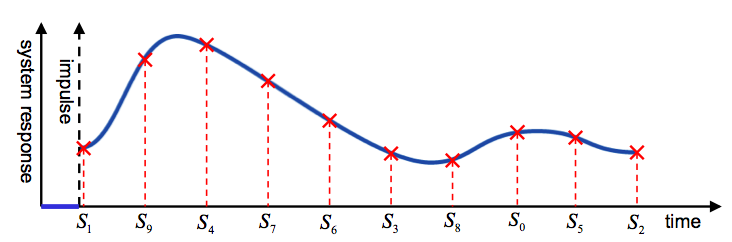 system response
impulse
S1 S9 S4 S7 S6 S3 S8 S0 S5 S2 time